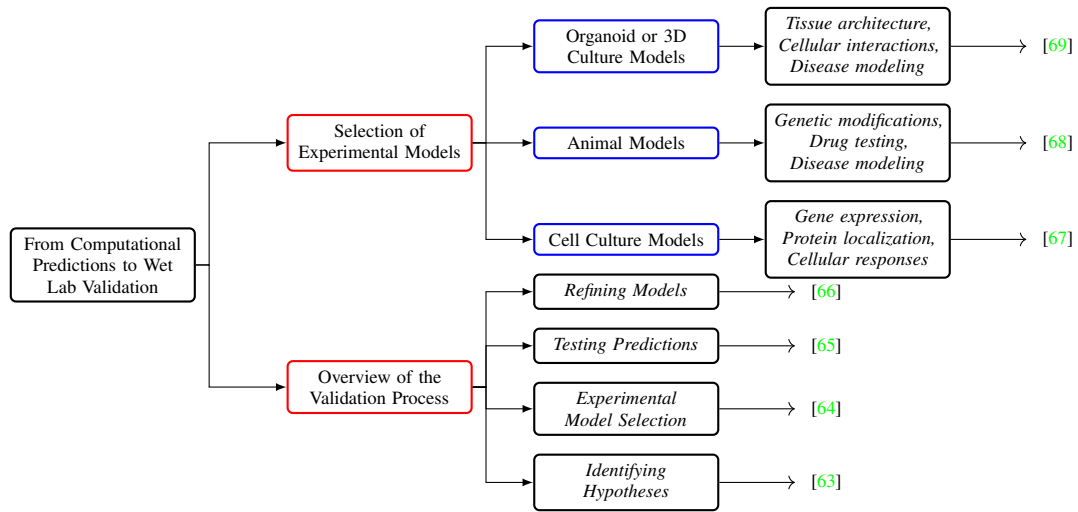 From Computational
Predictions to Wet
Lab Validation
Selection of
Experimental Models
Organoid or 3D
Culture Models
Tissue architecture,
Cellular interactions,
Disease modeling
[69]
Animal Models
Genetic modifications,
Drug testing,
Disease modeling
[68]
Cell Culture Models
Gene expression,
Protein localization,
Cellular responses
[67]
Overview of the
Validation Process
Refining Models
[66]
Testing Predictions
[65]
Experimental
Model Selection
[64]
Identifying
Hypotheses
[63]